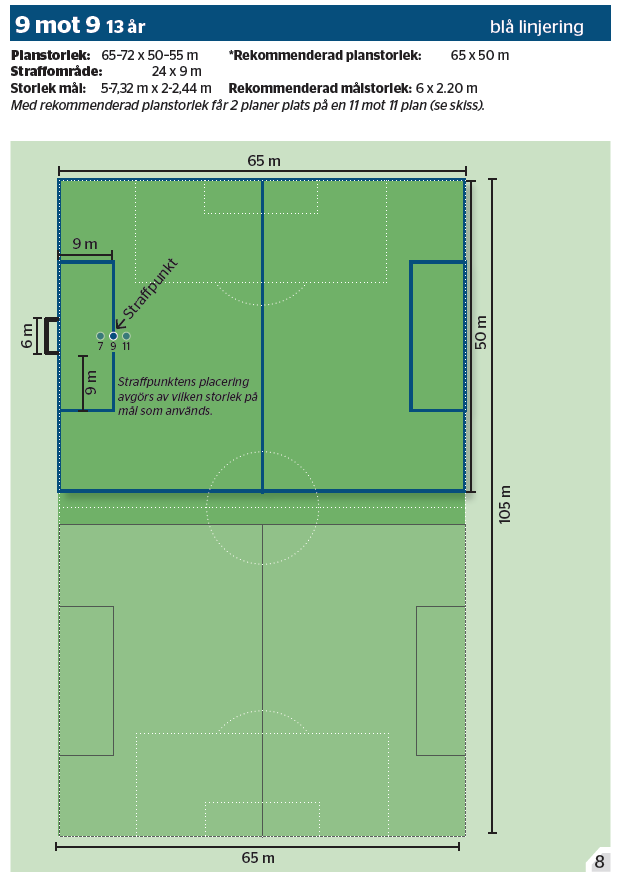 9 mot 9 13 år blå linjering
Planstorlek: 65–72 x 50–55 m *Rekommenderad planstorlek: 65 x 50 m
Straffområde: 24 x 9 m
Storlek mål: 5-7,32 m x 2-2,44 m Rekommenderad målstorlek: 6 x 2.20 m
Med rekommenderad planstorlek får 2 planer plats på en 11 mot 11 plan (se skiss).
65 m
9 m
Straffpunkt
6 m
7 9 11
50 m
9 m
Straffpunktens placering
avgörs av vilken storlek på
mål som används.
105 m
65 m
8